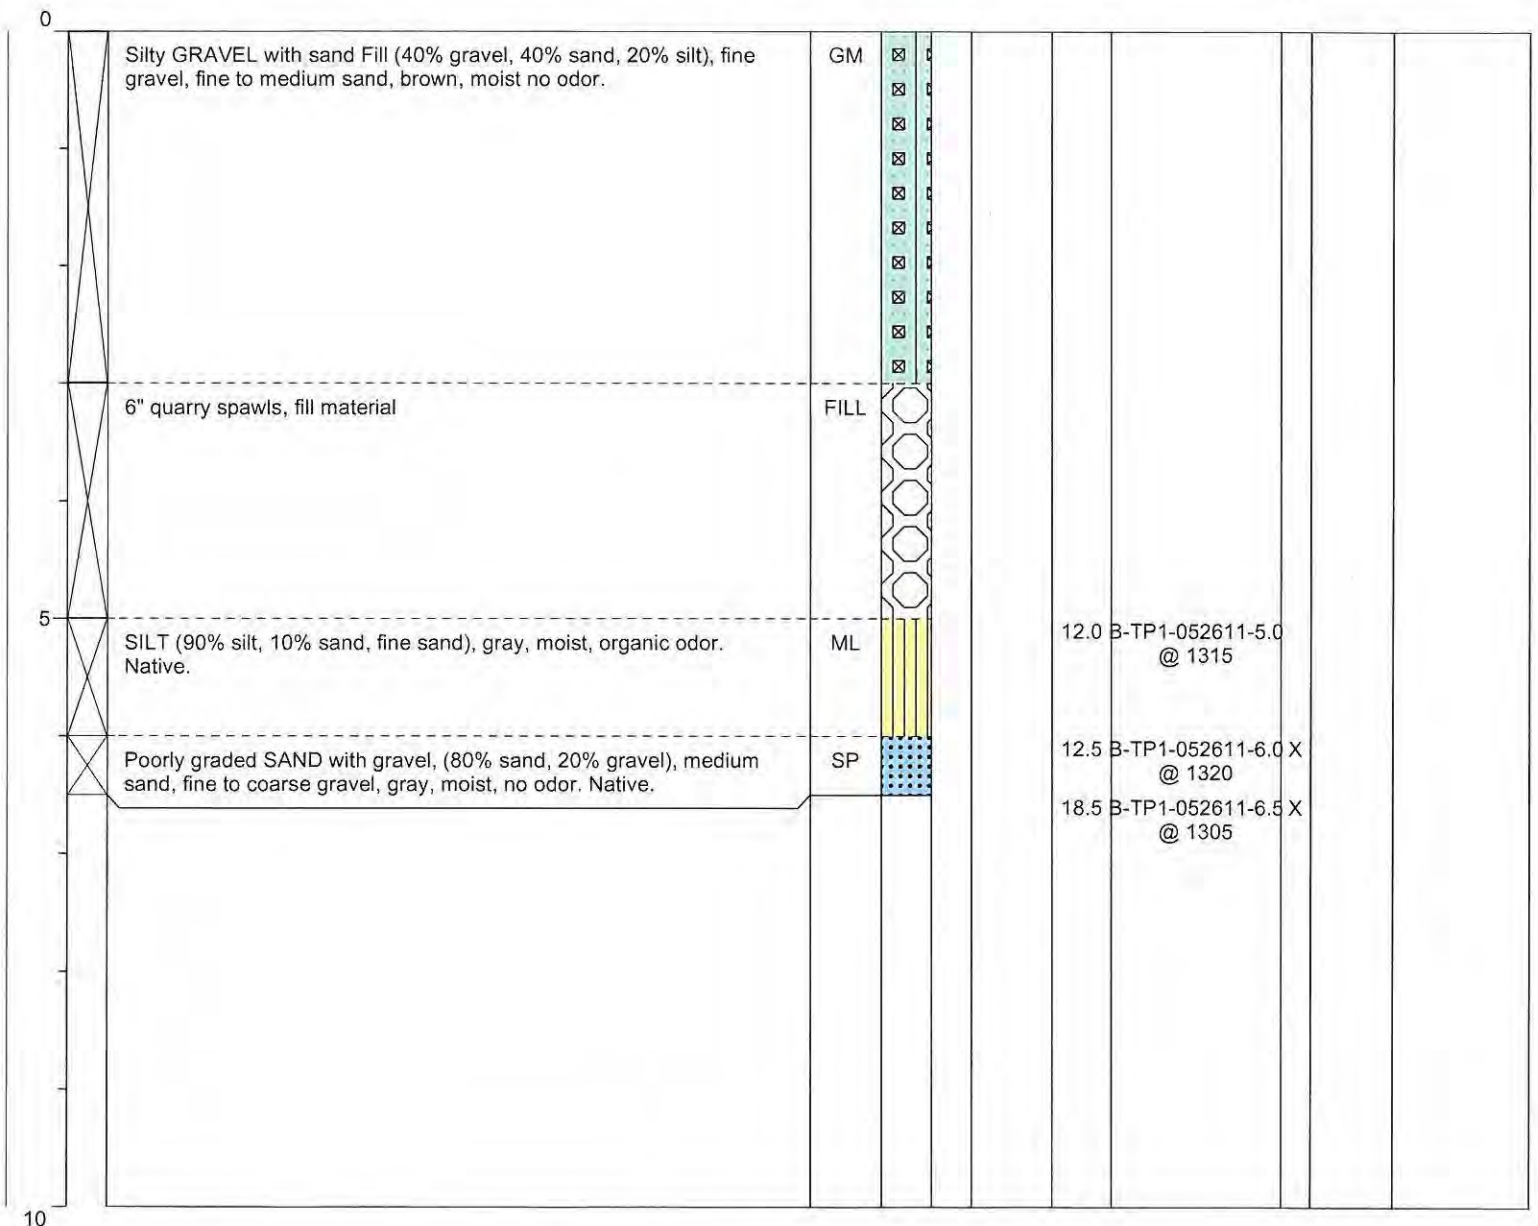 0
Silty GRAVEL with sand Fill (40% gravel, 40% sand, 20% silt), fine
gravel, fine to medium sand, brown, moist no odor.
GM
6" quarry spawls, fill material
FILL
5
SILT (90% silt, 10% sand, fine sand), gray, moist, organic odor.
Native.
ML
12.0 B-TP1-052611-5.0
@ 1315
Poorly graded SAND with gravel, (80% sand, 20% gravel), medium
sand, fine to coarse gravel, gray, moist, no odor. Native.
SP
12.5 B-TP1-052611-6.0 X
@ 1320
18.5 B-TP1-052611-6.5 X
@ 1305
10